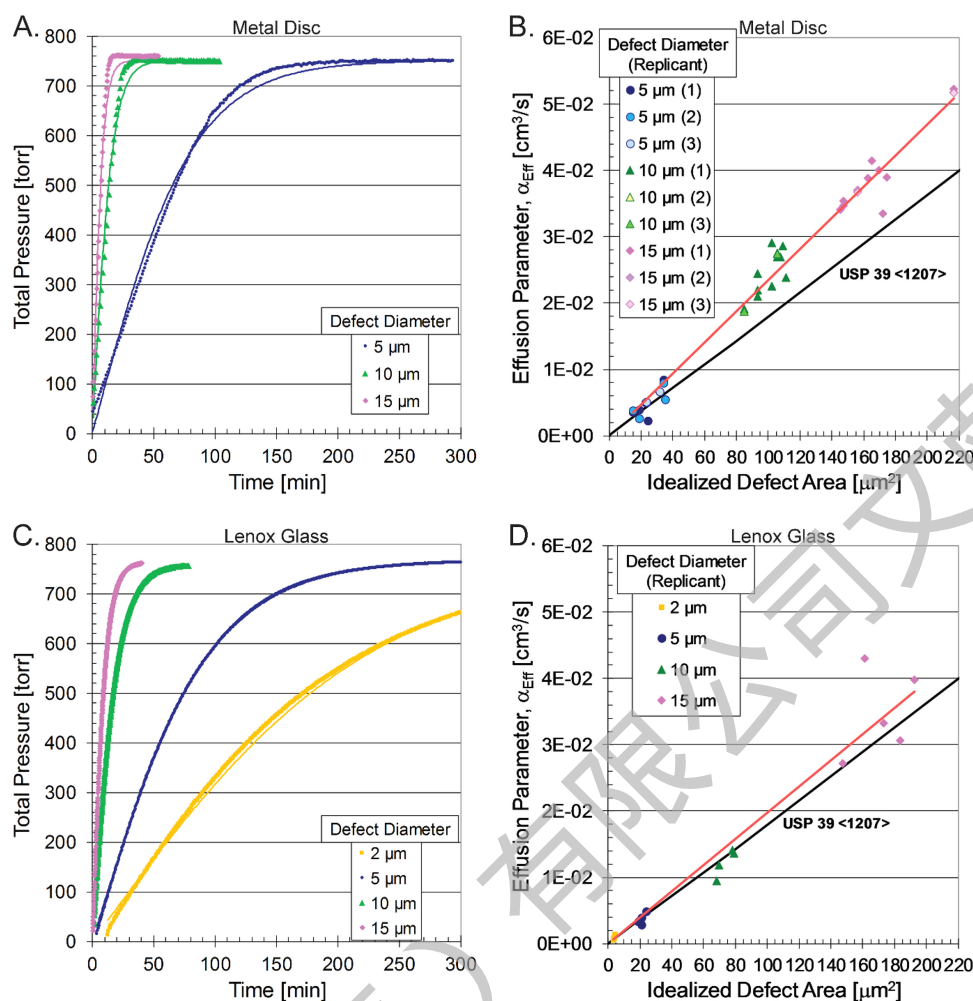 A.
Metal Disc
800
700
600
500
400
300
200
100
0
Total Pressure [torr]
Defect Diameter
5 µm
10 µm
15 µm
0 50 100 150 200 250 300
Time [min]
B.
Metal Disc
6E-02
5E-02
4E-02
3E-02
2E-02
1E-02
0E+00
Effusion Parameter, αEff [cm³/s]
Defect Diameter
(Replicant)
5 µm (1)
5 µm (2)
5 µm (3)
10 µm (1)
10 µm (2)
10 µm (3)
15 µm (1)
15 µm (2)
15 µm (3)
USP 39 <1207>
0 20 40 60 80 100 120 140 160 180 200 220
Idealized Defect Area [µm²]
C.
Lenox Glass
800
700
600
500
400
300
200
100
0
Total Pressure [torr]
Defect Diameter
2 µm
5 µm
10 µm
15 µm
0 50 100 150 200 250 300
Time [min]
D.
Lenox Glass
6E-02
5E-02
4E-02
3E-02
2E-02
1E-02
0E+00
Effusion Parameter, αEff [cm³/s]
Defect Diameter
(Replicant)
2 µm
5 µm
10 µm
15 µm
USP 39 <1207>
0 20 40 60 80 100 120 140 160 180 200 220
Idealized Defect Area [µm²]
）有限公司文献